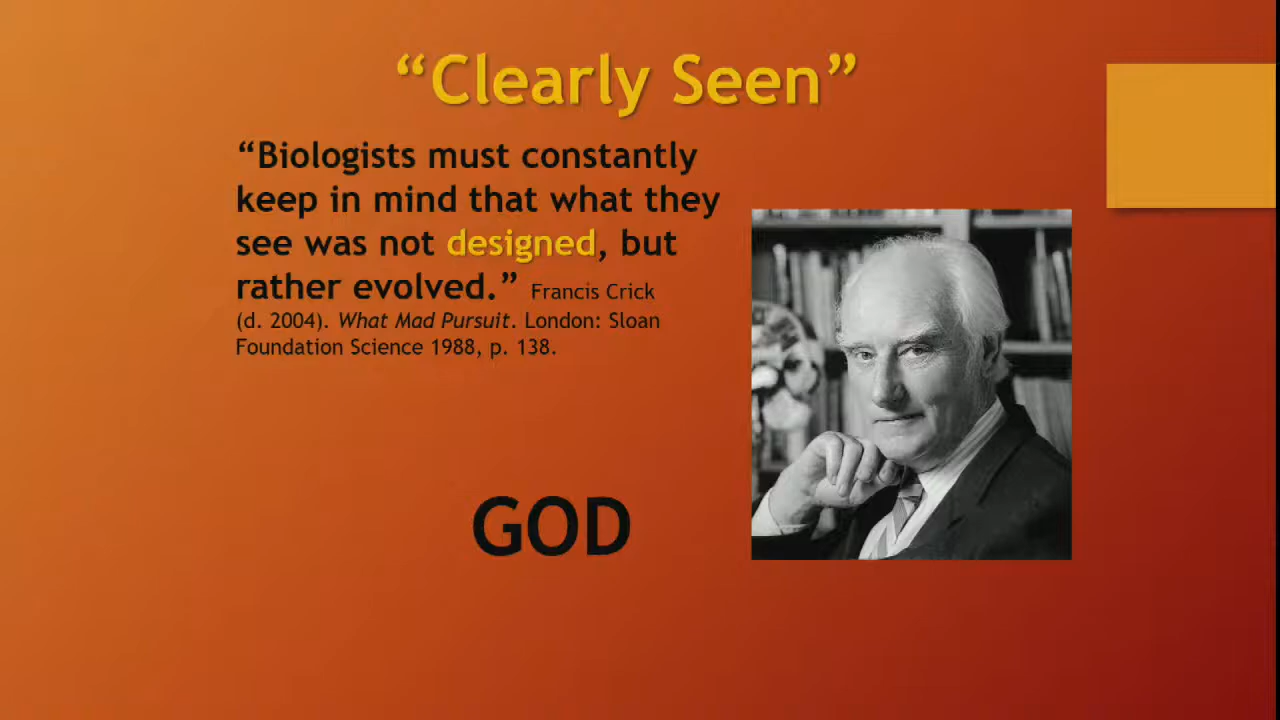 “Clearly Seen”
“Biologists must constantly
keep in mind that what they
see was not designed, but
rather evolved.” Francis Crick
(d. 2004). What Mad Pursuit. London: Sloan
Foundation Science 1988, p. 138.
GOD